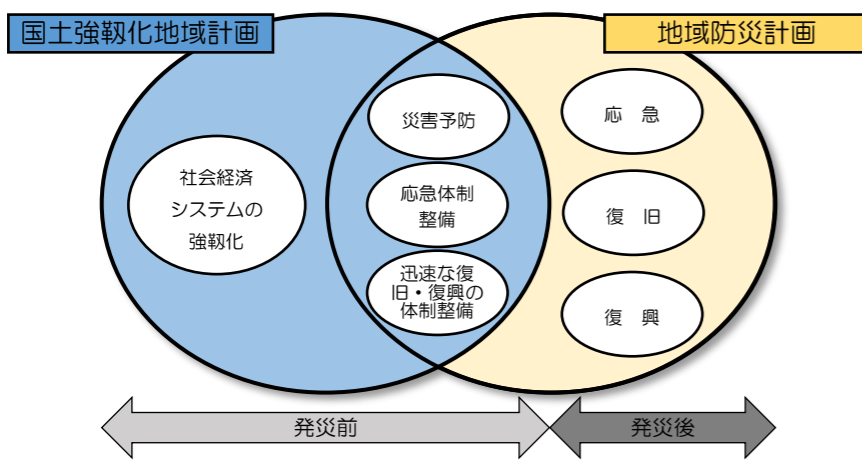 国土強靱化地域計画
地域防災計画
社会経済
システムの
強靱化
災害予防
応急体制
整備
迅速な復
旧・復興の
体制整備
応　急
復　旧
復　興
発災前
発災後